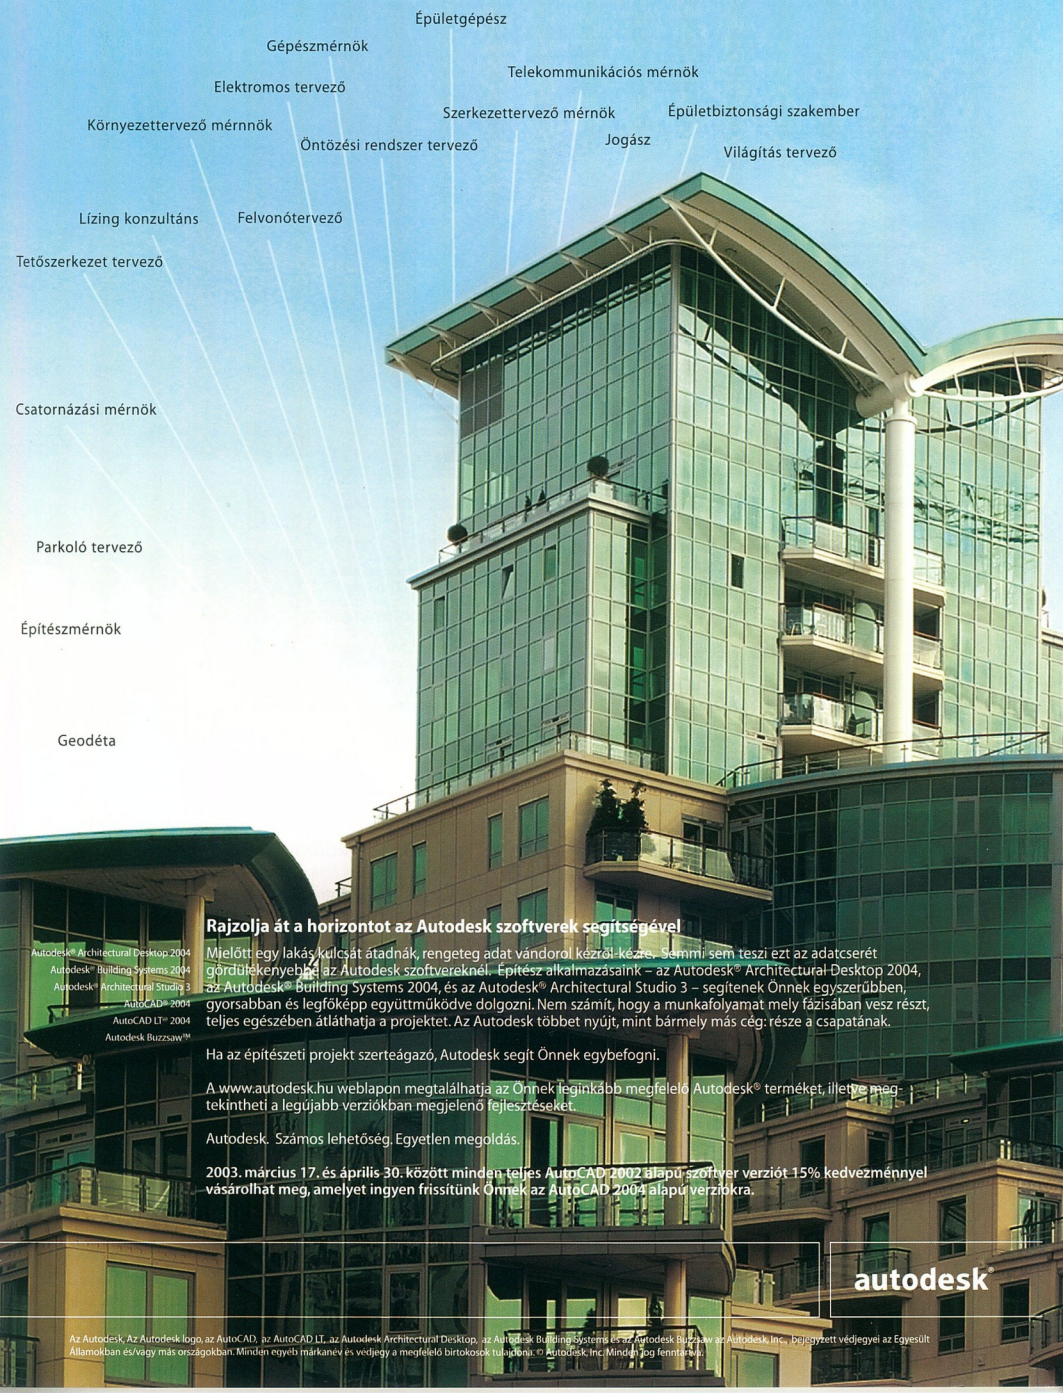 Épületgépész
Gépészmérnök
Telekommunikációs mérnök
Elektromos tervező
Szerkezettervező mérnök
Épületbiztonsági szakember
Környezettervező mérnnök
Öntözési rendszer tervező
Jogász
Világítás tervező
Lízing konzultáns
Felvonótervező
Tetőszerkezet tervező
Csatornázási mérnök
Parkoló tervező
Építészmérnök
Geodéta
Rajzolja át a horizontot az Autodesk szoftverek segítségével
Autodesk® Architectural Desktop 2004
Autodesk® Building Systems 2004
Autodesk® Architectural Studio 3
AutoCAD® 2004
AutoCAD LT® 2004
Autodesk Buzzsaw™
Mielőtt egy lakás kulcsát átadnák, rengeteg adat vándorol kézről-kézre. Semmi sem teszi ezt az adatcserét
gördülékenyebbé az Autodesk szoftvereknél. Építész alkalmazásaink – az Autodesk® Architectural Desktop 2004,
az Autodesk® Building Systems 2004, és az Autodesk® Architectural Studio 3 – segítenek Önnek egyszerűbben,
gyorsabban és legfőképp együttműködve dolgozni. Nem számít, hogy a munkafolyamat mely fázisában vesz részt,
teljes egészében átláthatja a projektet. Az Autodesk többet nyújt, mint bármely más cég: része a csapatának.
Ha az építészeti projekt szerteágazó, Autodesk segít Önnek egybefogni.
A www.autodesk.hu weblapon megtalálhatja az Önnek leginkább megfelelő Autodesk® terméket, illetve meg-
tekintheti a legújabb verziókban megjelenő fejlesztéseket.
Autodesk. Számos lehetőség. Egyetlen megoldás.
2003. március 17. és április 30. között minden teljes AutoCAD 2002 alapú szoftver verziót 15% kedvezménnyel
vásárolhat meg, amelyet ingyen frissítünk Önnek az AutoCAD 2004 alapú verziókra.
autodesk®
Az Autodesk, Az Autodesk logo, az AutoCAD, az AutoCAD LT, az Autodesk Architectural Desktop, az Autodesk Building Systems és az Autodesk Buzzsaw az Autodesk, Inc., bejegyzett védjegyei az Egyesült
Államokban és/vagy más országokban. Minden egyéb márkanév és védjegy a megfelelő birtokosok tulajdona. © Autodesk, Inc. Minden jog fenntartva.